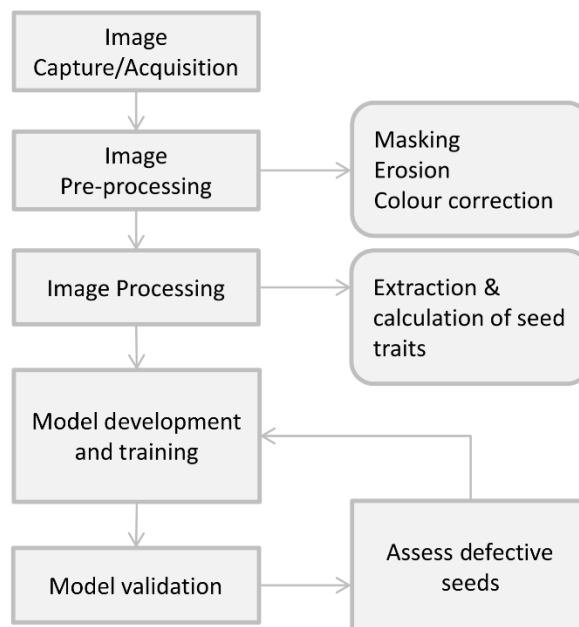 Image
Capture/Acquisition
Image
Pre-processing
Masking
Erosion
Colour correction
Image Processing
Extraction &
calculation of seed
traits
Model development
and training
Model validation
Assess defective
seeds